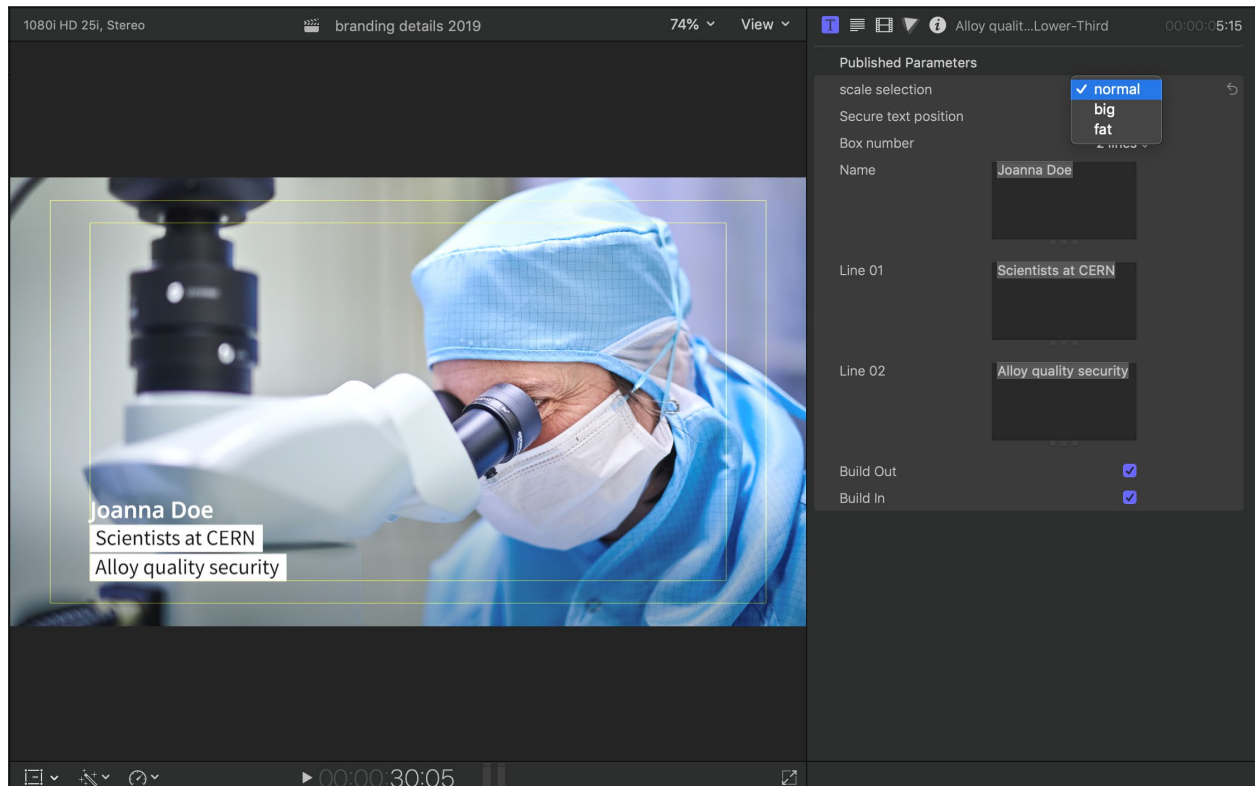 1080i HD 25i, Stereo
branding details 2019
74%
View
T
i
Alloy qualit...Lower-Third
00:00:05:15
Published Parameters
scale selection
normal
big
fat
Secure text position
Box number
2 lines
Name
Joanna Doe
Line 01
Scientists at CERN
Line 02
Alloy quality security
Build Out
Build In
Joanna Doe
Scientists at CERN
Alloy quality security
00:00:30:05